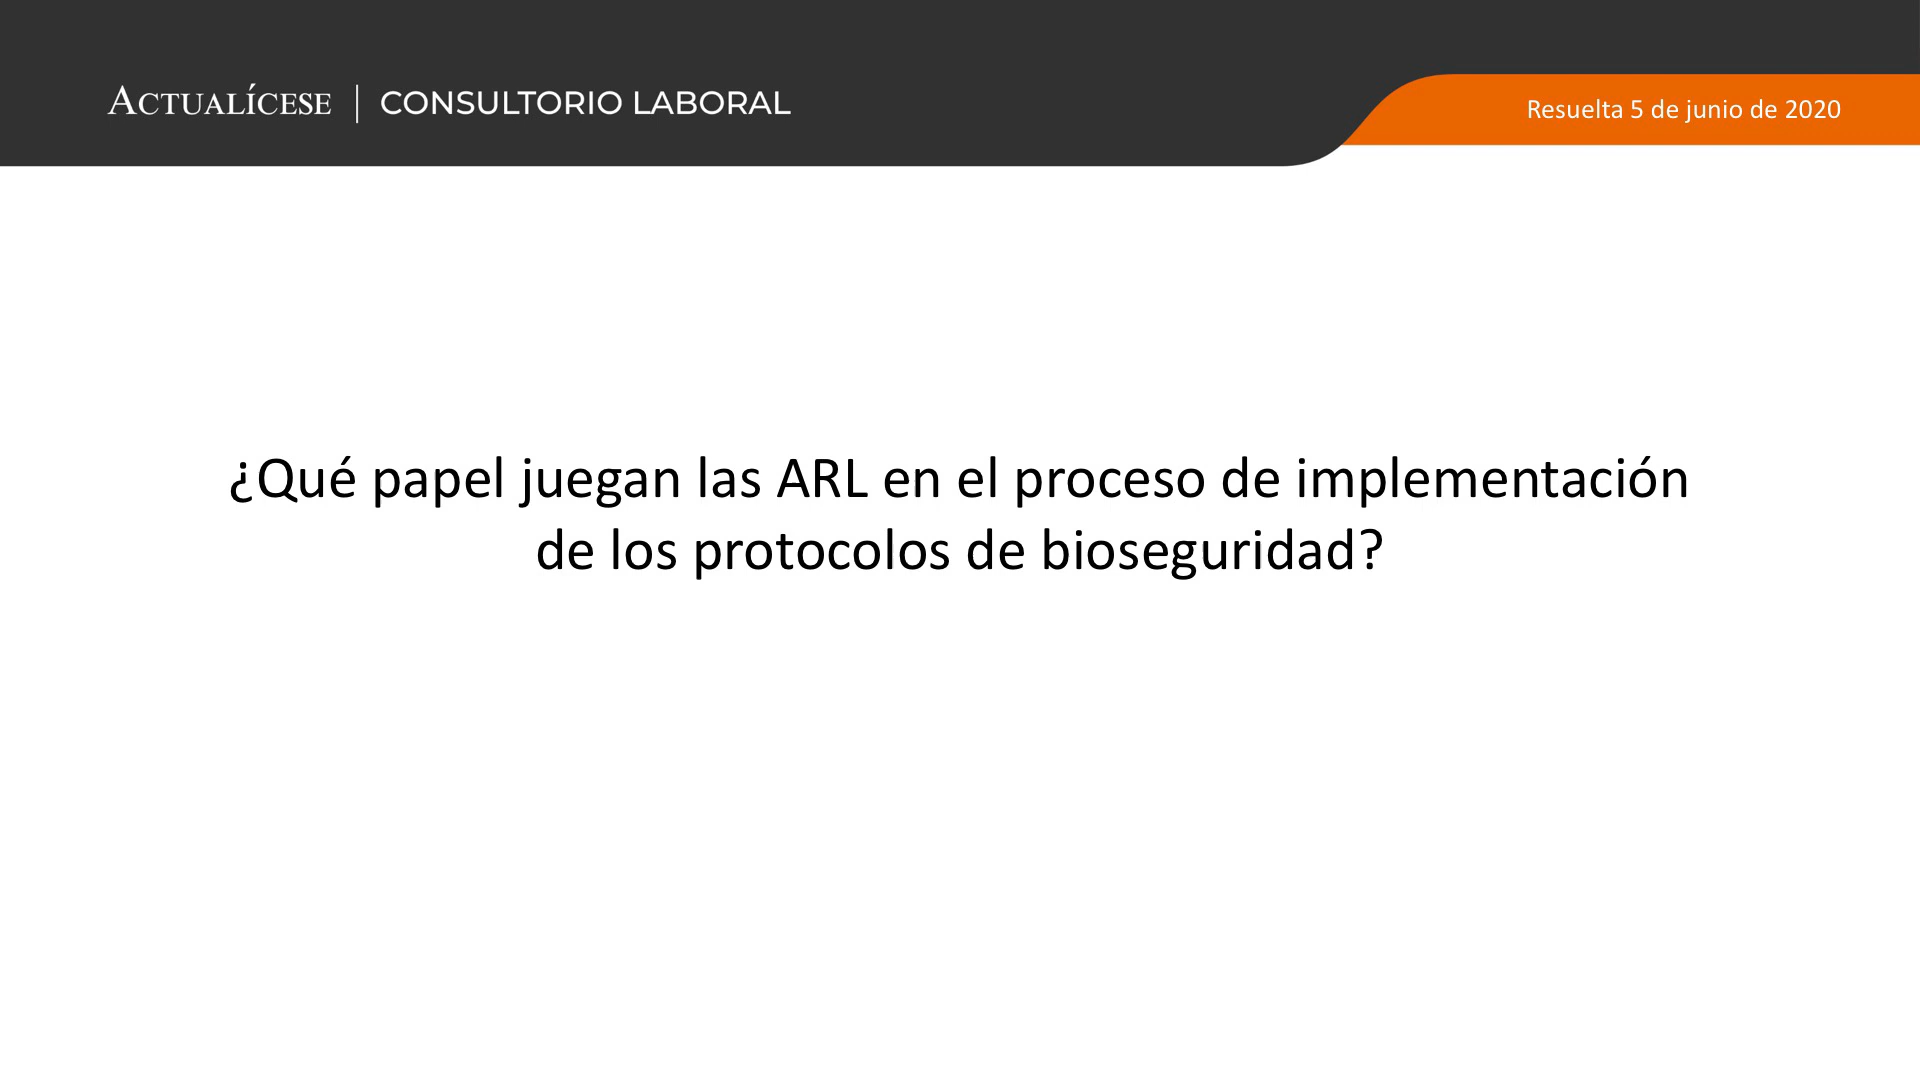 ACTUALÍCESE | CONSULTORIO LABORAL
Resuelta 5 de junio de 2020
¿Qué papel juegan las ARL en el proceso de implementación
de los protocolos de bioseguridad?